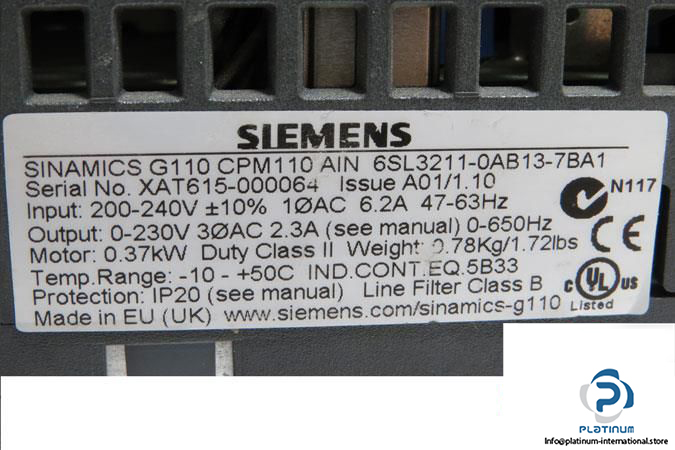 SIEMENS
SINAMICS G110 CPM110 AIN 6SL3211-0AB13-7BA1
Serial No. XAT615-000064 Issue A01/1.10
Input: 200-240V ±10% 1ØAC 6.2A 47-63Hz
Output: 0-230V 3ØAC 2.3A (see manual) 0-650Hz
Motor: 0.37kW Duty Class II Weight: 0.78Kg/1.72lbs
Temp.Range: -10 - +50C IND.CONT.EQ.5B33
Protection: IP20 (see manual) Line Filter Class B
Made in EU (UK) www.siemens.com/sinamics-g110
N117
CE
c UL US
Listed
PLATINUM
Info@platinum-international.store